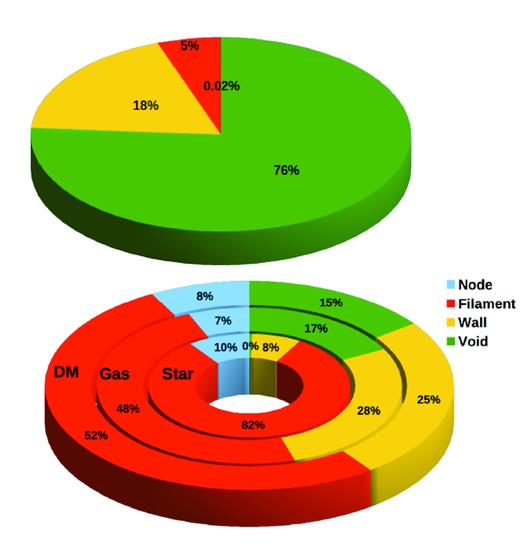 5%
0.02%
18%
76%
Node
Filament
Wall
Void
8%
15%
7%
17%
10% 0% 8%
DM Gas Star
25%
48%
28%
82%
52%